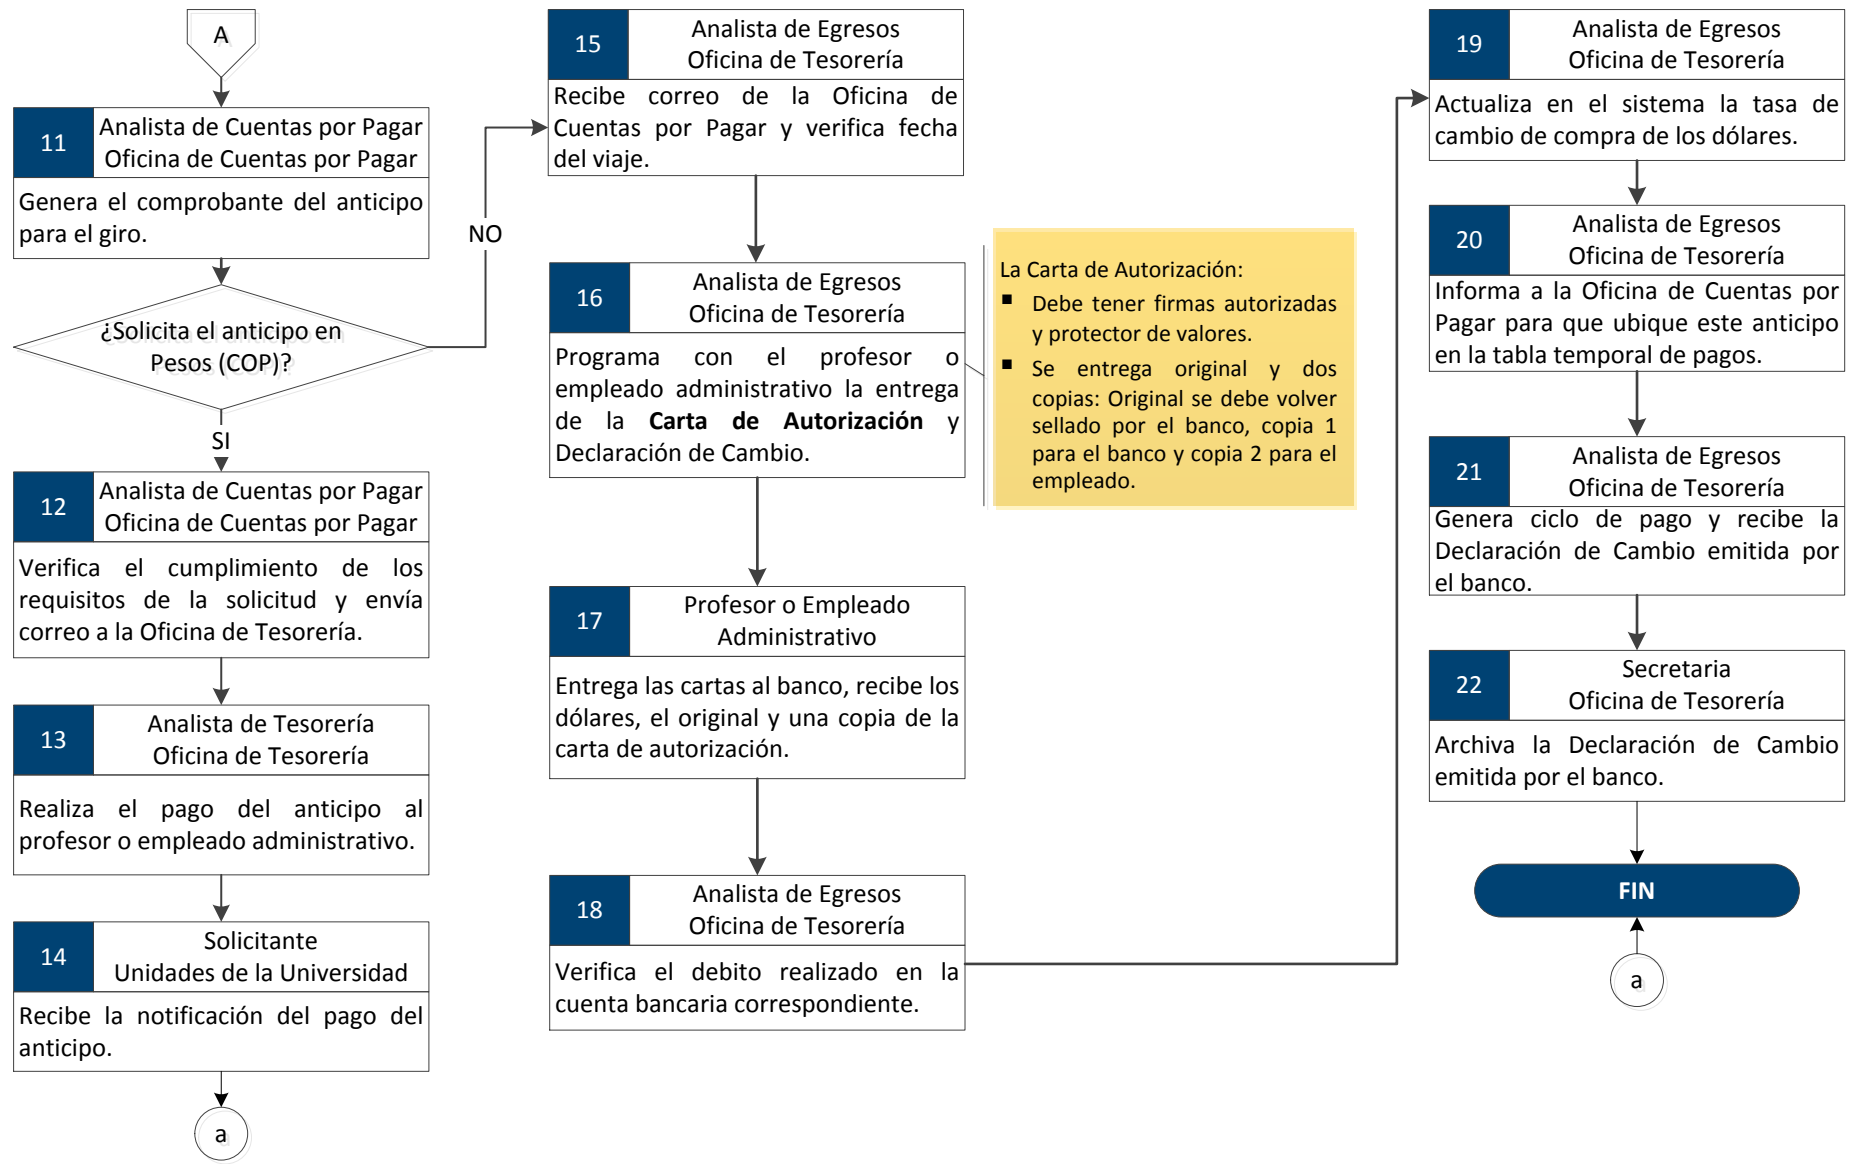 A
11
Analista de Cuentas por Pagar
Oficina de Cuentas por Pagar
Genera el comprobante del anticipo
para el giro.
¿Solicita el anticipo en
Pesos (COP)?
NO
SI
12
Analista de Cuentas por Pagar
Oficina de Cuentas por Pagar
Verifica el cumplimiento de los
requisitos de la solicitud y envía
correo a la Oficina de Tesorería.
13
Analista de Tesorería
Oficina de Tesorería
Realiza el pago del anticipo al
profesor o empleado administrativo.
14
Solicitante
Unidades de la Universidad
Recibe la notificación del pago del
anticipo.
a
15
Analista de Egresos
Oficina de Tesorería
Recibe correo de la Oficina de
Cuentas por Pagar y verifica fecha
del viaje.
16
Analista de Egresos
Oficina de Tesorería
Programa con el profesor o
empleado administrativo la entrega
de la Carta de Autorización y
Declaración de Cambio.
La Carta de Autorización:
▪ Debe tener firmas autorizadas
y protector de valores.
▪ Se entrega original y dos
copias: Original se debe volver
sellado por el banco, copia 1
para el banco y copia 2 para el
empleado.
17
Profesor o Empleado
Administrativo
Entrega las cartas al banco, recibe los
dólares, el original y una copia de la
carta de autorización.
18
Analista de Egresos
Oficina de Tesorería
Verifica el debito realizado en la
cuenta bancaria correspondiente.
19
Analista de Egresos
Oficina de Tesorería
Actualiza en el sistema la tasa de
cambio de compra de los dólares.
20
Analista de Egresos
Oficina de Tesorería
Informa a la Oficina de Cuentas por
Pagar para que ubique este anticipo
en la tabla temporal de pagos.
21
Analista de Egresos
Oficina de Tesorería
Genera ciclo de pago y recibe la
Declaración de Cambio emitida por
el banco.
22
Secretaria
Oficina de Tesorería
Archiva la Declaración de Cambio
emitida por el banco.
FIN
a